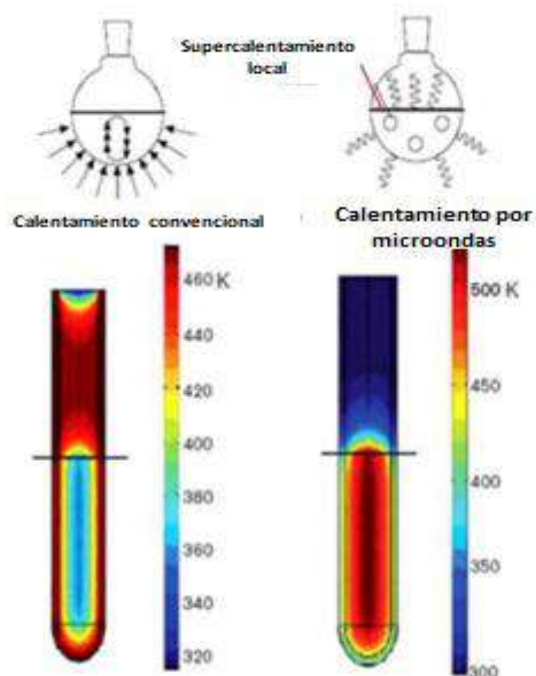 Supercalentamiento
local
Calentamiento convencional
Calentamiento por
microondas
460 K
440
420
400
380
360
340
320
500 K
450
400
350
300